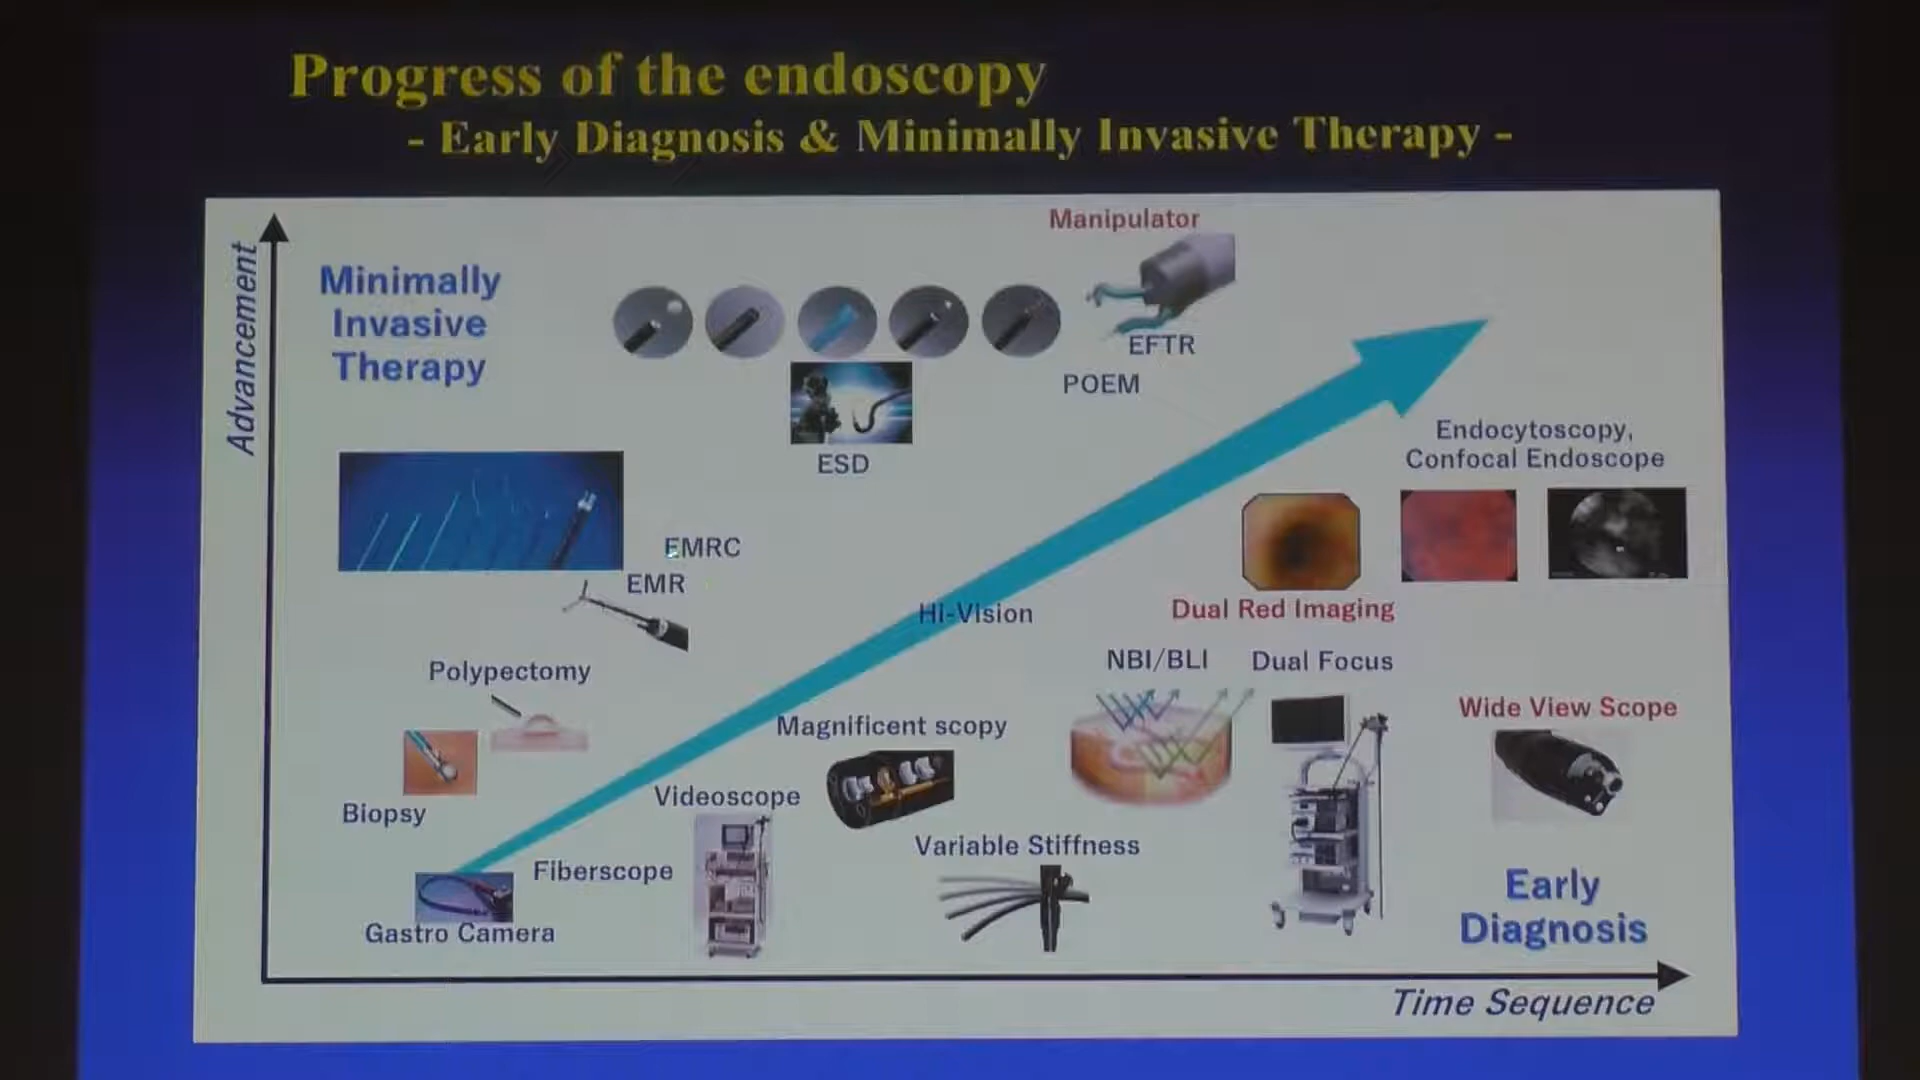 Progress of the endoscopy
- Early Diagnosis & Minimally Invasive Therapy -
Advancement
Minimally
Invasive
Therapy
Manipulator
EFTR
POEM
ESD
EMRC
EMR
Polypectomy
Biopsy
Gastro Camera
Fiberscope
Videoscope
Magnificent scopy
Variable Stiffness
Hi-Vision
Endocytoscopy,
Confocal Endoscope
Dual Red Imaging
NBI/BLI
Dual Focus
Wide View Scope
Early
Diagnosis
Time Sequence